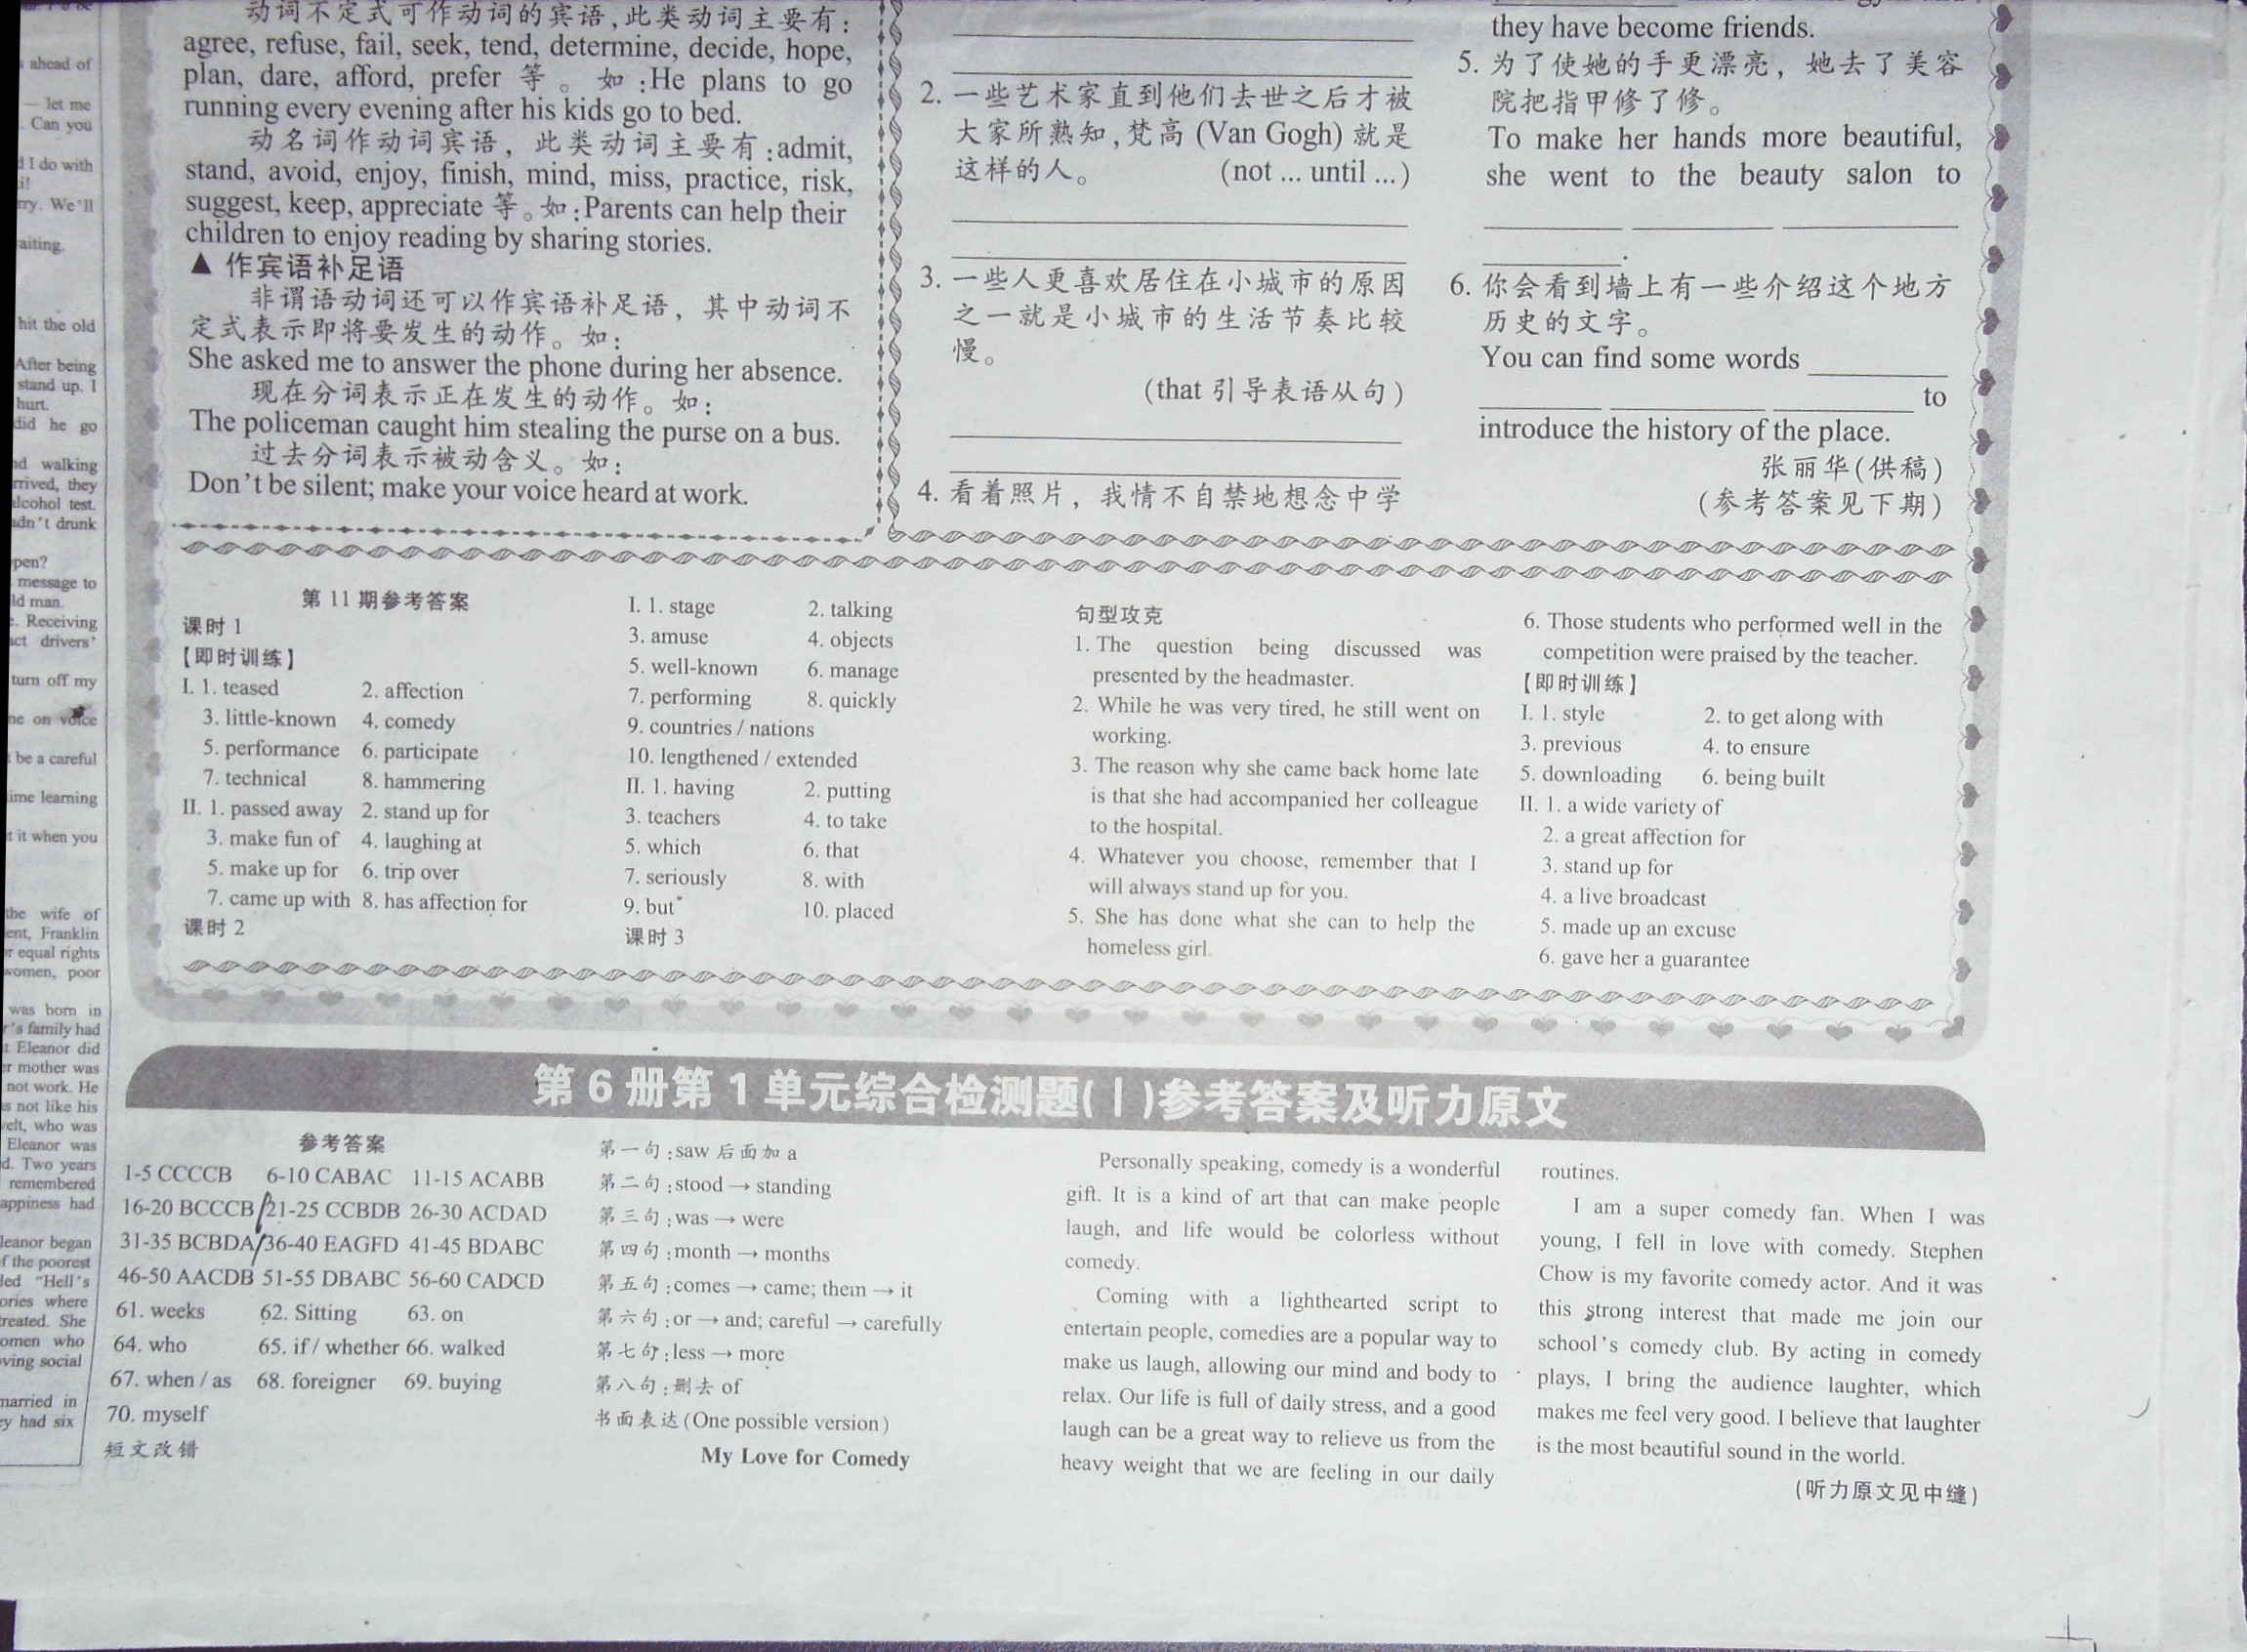 ahead of
— let me
Can you
I do with
We'll
aiting.
hit the old
After being
stand up. I
hurt.
did he go
walking
rrived, they
alcohol test.
adn't drunk
pen?
message to
ld man.
Receiving
act drivers'
turn off my
ne on voice
be a careful
ime learning
t it when you
the wife of
ent, Franklin
or equal rights
women, poor
was born in
r's family had
t Eleanor did
er mother was
not work. He
as not like his
velt, who was
Eleanor was
d. Two years
remembered
appiness had
leanor began
of the poorest
led "Hell's
ories where
treated. She
omen who
ving social
married in
ey had six
动词不定式可作动词的宾语,此类动词主要有:
agree, refuse, fail, seek, tend, determine, decide, hope,
plan, dare, afford, prefer 等。如:He plans to go
running every evening after his kids go to bed.
动名词作动词宾语，此类动词主要有:admit,
stand, avoid, enjoy, finish, mind, miss, practice, risk,
suggest, keep, appreciate 等。如:Parents can help their
children to enjoy reading by sharing stories.
▲ 作宾语补足语
非谓语动词还可以作宾语补足语，其中动词不
定式表示即将要发生的动作。如:
She asked me to answer the phone during her absence.
现在分词表示正在发生的动作。如:
The policeman caught him stealing the purse on a bus.
过去分词表示被动含义。如:
Don't be silent; make your voice heard at work.
2. 一些艺术家直到他们去世之后才被
大家所熟知,梵高 (Van Gogh) 就是
这样的人。 (not ... until ...)
3. 一些人更喜欢居住在小城市的原因
之一就是小城市的生活节奏比较
慢。
(that 引导表语从句)
4. 看着照片，我情不自禁地想念中学
they have become friends.
5. 为了使她的手更漂亮，她去了美容
院把指甲修了修。
To make her hands more beautiful,
she went to the beauty salon to
____ ____ ____
____.
6. 你会看到墙上有一些介绍这个地方
历史的文字。
You can find some words ____
____ ____ ____ to
introduce the history of the place.
张丽华(供稿)
(参考答案见下期)
第 11 期参考答案
课时 1
【即时训练】
I. 1. teased 2. affection
3. little-known 4. comedy
5. performance 6. participate
7. technical 8. hammering
II. 1. passed away 2. stand up for
3. make fun of 4. laughing at
5. make up for 6. trip over
7. came up with 8. has affection for
课时 2
I. 1. stage 2. talking
3. amuse 4. objects
5. well-known 6. manage
7. performing 8. quickly
9. countries / nations
10. lengthened / extended
II. 1. having 2. putting
3. teachers 4. to take
5. which 6. that
7. seriously 8. with
9. but 10. placed
课时 3
句型攻克
1. The question being discussed was
presented by the headmaster.
2. While he was very tired, he still went on
working.
3. The reason why she came back home late
is that she had accompanied her colleague
to the hospital.
4. Whatever you choose, remember that I
will always stand up for you.
5. She has done what she can to help the
homeless girl.
6. Those students who performed well in the
competition were praised by the teacher.
【即时训练】
I. 1. style 2. to get along with
3. previous 4. to ensure
5. downloading 6. being built
II. 1. a wide variety of
2. a great affection for
3. stand up for
4. a live broadcast
5. made up an excuse
6. gave her a guarantee
第 6 册第 1 单元综合检测题(Ⅰ)参考答案及听力原文
参考答案
1-5 CCCCB 6-10 CABAC 11-15 ACABB
16-20 BCCCB 21-25 CCBDB 26-30 ACDAD
31-35 BCBDA 36-40 EAGFD 41-45 BDABC
46-50 AACDB 51-55 DBABC 56-60 CADCD
61. weeks 62. Sitting 63. on
64. who 65. if / whether 66. walked
67. when / as 68. foreigner 69. buying
70. myself
短文改错
第一句:saw 后面加 a
第二句:stood → standing
第三句:was → were
第四句:month → months
第五句:comes → came; them → it
第六句:or → and; careful → carefully
第七句:less → more
第八句:删去 of
书面表达(One possible version)
My Love for Comedy
Personally speaking, comedy is a wonderful
gift. It is a kind of art that can make people
laugh, and life would be colorless without
comedy.
Coming with a lighthearted script to
entertain people, comedies are a popular way to
make us laugh, allowing our mind and body to
relax. Our life is full of daily stress, and a good
laugh can be a great way to relieve us from the
heavy weight that we are feeling in our daily
routines.
I am a super comedy fan. When I was
young, I fell in love with comedy. Stephen
Chow is my favorite comedy actor. And it was
this strong interest that made me join our
school's comedy club. By acting in comedy
plays, I bring the audience laughter, which
makes me feel very good. I believe that laughter
is the most beautiful sound in the world.
(听力原文见中缝)